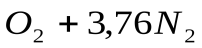 O₂ + 3,76N₂